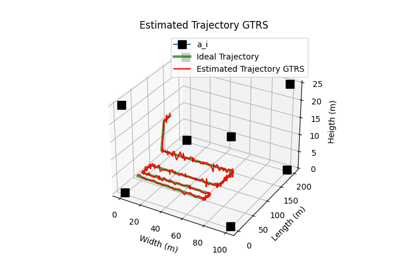 Estimated Trajectory GTRS
a_i
Ideal Trajectory
Estimated Trajectory GTRS
25
20
15
10
5
0
Heigth (m)
200
150
100
50
0
Length (m)
0
20
40
60
80
100
Width (m)